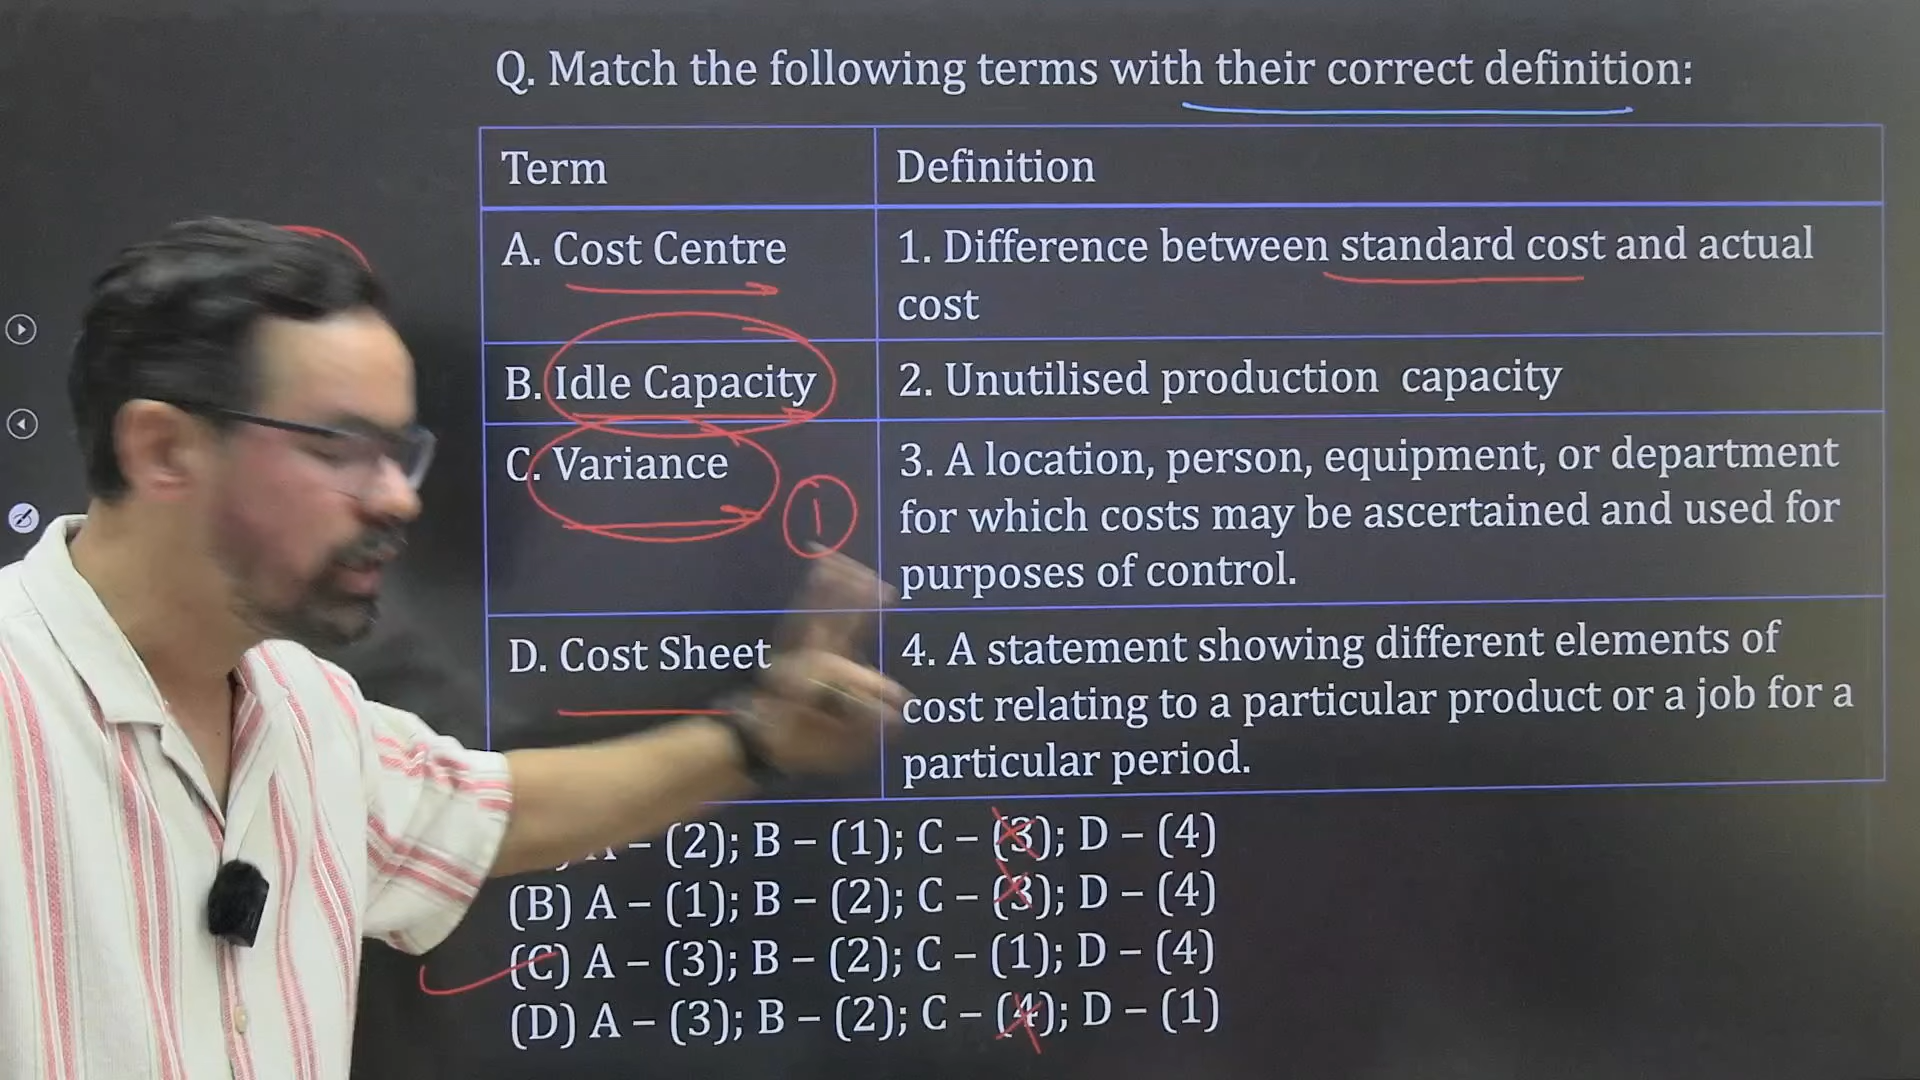 Q. Match the following terms with their correct definition:
Term
Definition
A. Cost Centre
1. Difference between standard cost and actual
cost
B. Idle Capacity
2. Unutilised production capacity
C. Variance
1
3. A location, person, equipment, or department
for which costs may be ascertained and used for
purposes of control.
D. Cost Sheet
4. A statement showing different elements of
cost relating to a particular product or a job for a
particular period.
– (2); B – (1); C – (3); D – (4)
(B) A – (1); B – (2); C – (3); D – (4)
(C) A – (3); B – (2); C – (1); D – (4)
(D) A – (3); B – (2); C – (4); D – (1)